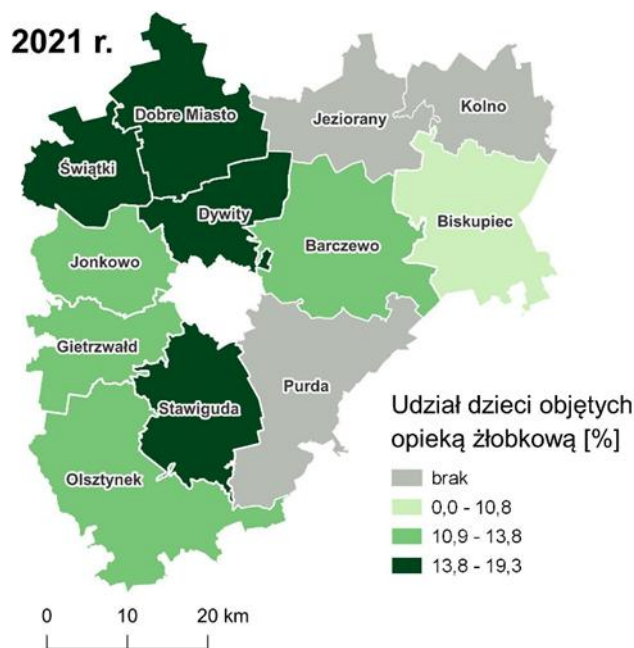 2021 r.
Dobre Miasto
Jeziorany
Kolno
Świątki
Dywity
Barczewo
Biskupiec
Jonkowo
Gietrzwałd
Stawiguda
Purda
Olsztynek
Udział dzieci objętych
opieką żłobkową [%]
brak
0,0 - 10,8
10,9 - 13,8
13,8 - 19,3
0 10 20 km